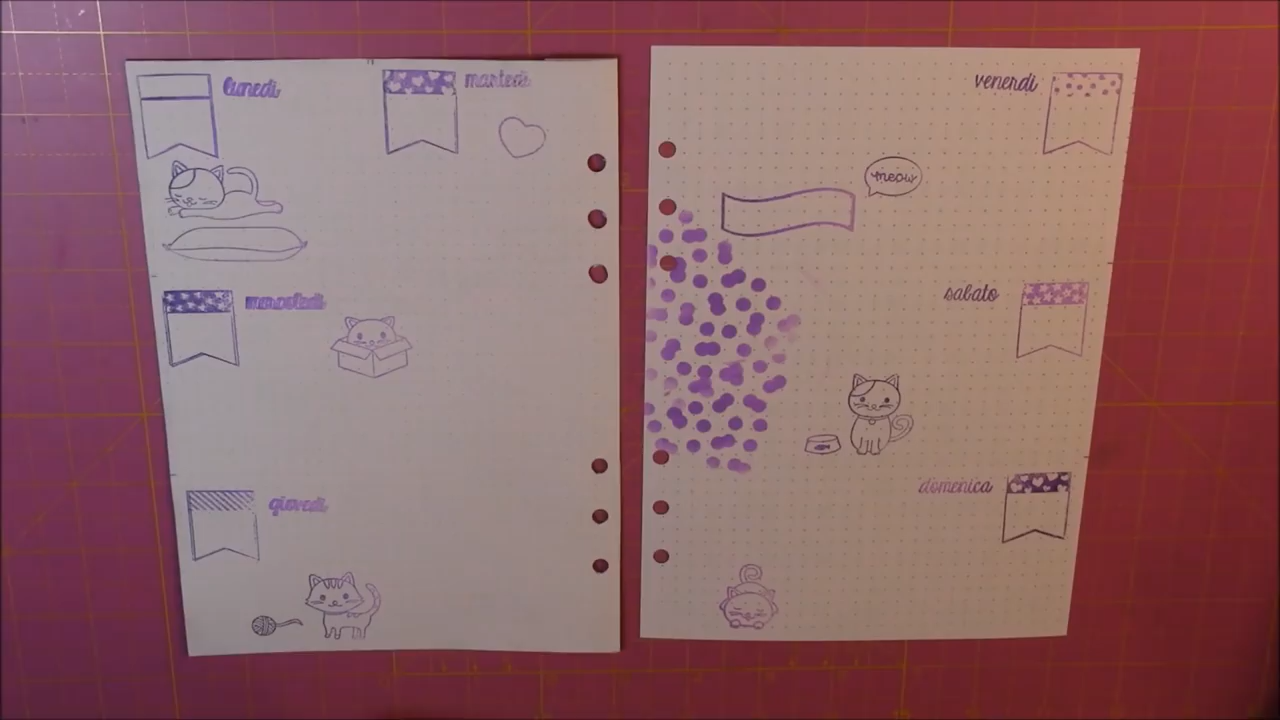 lunedì
martedì
mercoledì
giovedì
venerdì
meow
sabato
domenica